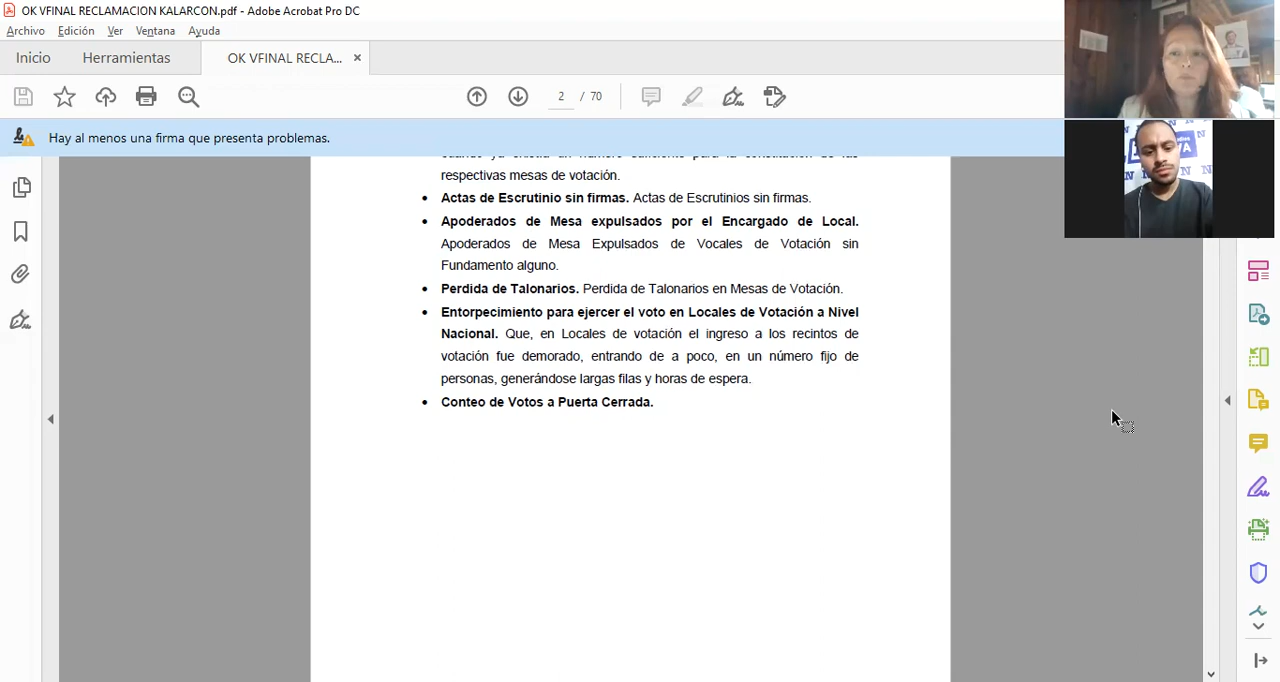 OK VFINAL RECLAMACION KALARCON.pdf - Adobe Acrobat Pro DC
Archivo Edición Ver Ventana Ayuda
Inicio Herramientas OK VFINAL RECLA... ×
2 / 70
Hay al menos una firma que presenta problemas.
respectivas mesas de votación.
• Actas de Escrutinio sin firmas. Actas de Escrutinios sin firmas.
• Apoderados de Mesa expulsados por el Encargado de Local.
Apoderados de Mesa Expulsados de Vocales de Votación sin
Fundamento alguno.
• Perdida de Talonarios. Perdida de Talonarios en Mesas de Votación.
• Entorpecimiento para ejercer el voto en Locales de Votación a Nivel
Nacional. Que, en Locales de votación el ingreso a los recintos de
votación fue demorado, entrando de a poco, en un número fijo de
personas, generándose largas filas y horas de espera.
• Conteo de Votos a Puerta Cerrada.